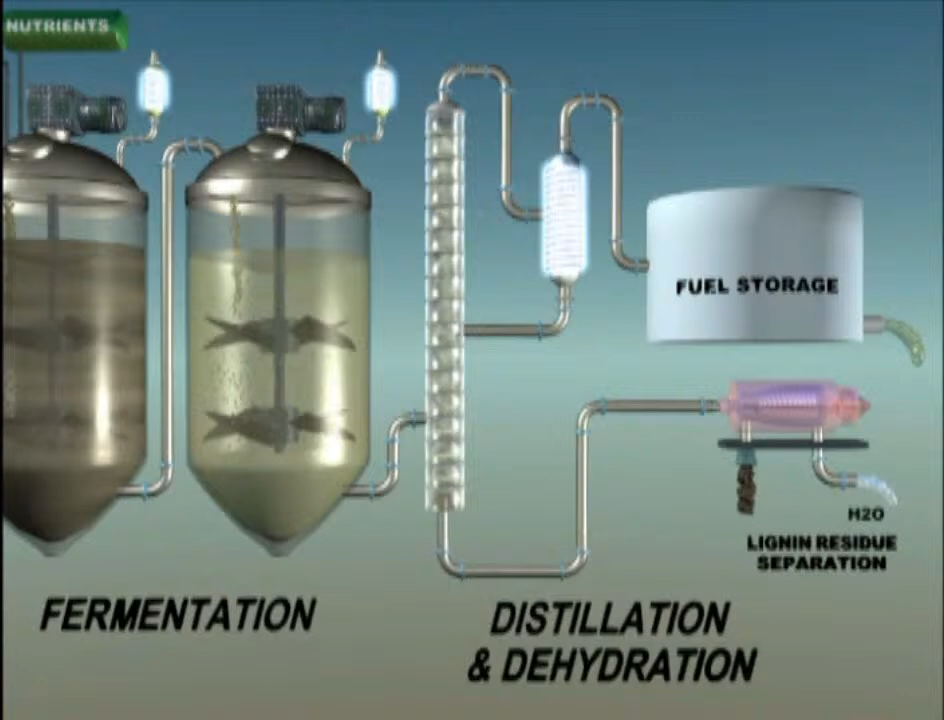 NUTRIENTS
FUEL STORAGE
H2O
LIGNIN RESIDUE
SEPARATION
FERMENTATION
DISTILLATION
& DEHYDRATION